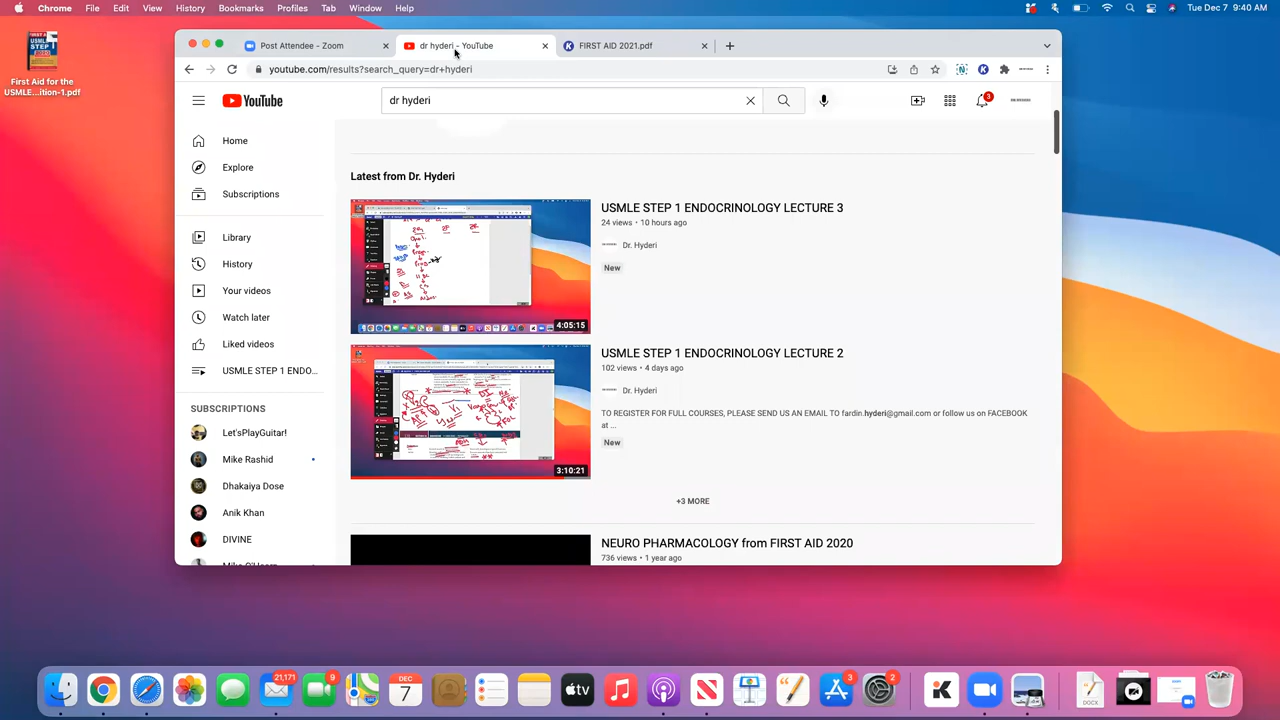 Chrome File Edit View History Bookmarks Profiles Tab Window Help
Tue Dec 7 9:40 AM
First Aid for the
USMLE...ition-1.pdf
Post Attendee - Zoom
dr hyderi - YouTube
FIRST AID 2021.pdf
youtube.com/results?search_query=dr+hyderi
YouTube
dr hyderi
3
Home
Explore
Subscriptions
Library
History
Your videos
Watch later
Liked videos
USMLE STEP 1 ENDO...
SUBSCRIPTIONS
Let'sPlayGuitar!
Mike Rashid
Dhakaiya Dose
Anik Khan
DIVINE
Latest from Dr. Hyderi
4:05:15
USMLE STEP 1 ENDOCRINOLOGY LECTURE 3
24 views • 10 hours ago
Dr. Hyderi
New
3:10:21
USMLE STEP 1 ENDOCRINOLOGY LECTURE 2
102 views • 4 days ago
Dr. Hyderi
TO REGISTER FOR FULL COURSES, PLEASE SEND US AN EMAIL TO fardin.hyderi@gmail.com or follow us on FACEBOOK
at ...
New
+3 MORE
NEURO PHARMACOLOGY from FIRST AID 2020
736 views • 1 year ago
21,171
9
DEC
7
3
2
DOCX